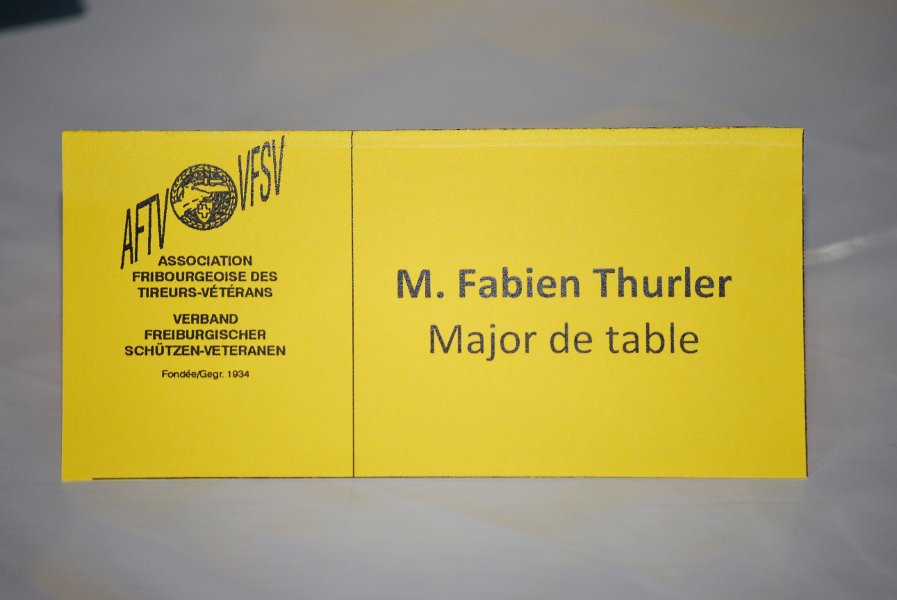 AFTV VFSV
ASSOCIATION
FRIBOURGEOISE DES
TIREURS-VÉTÉRANS
VERBAND
FREIBURGISCHER
SCHÜTZEN-VETERANEN
Fondée/Gegr. 1934
M. Fabien Thurler
Major de table